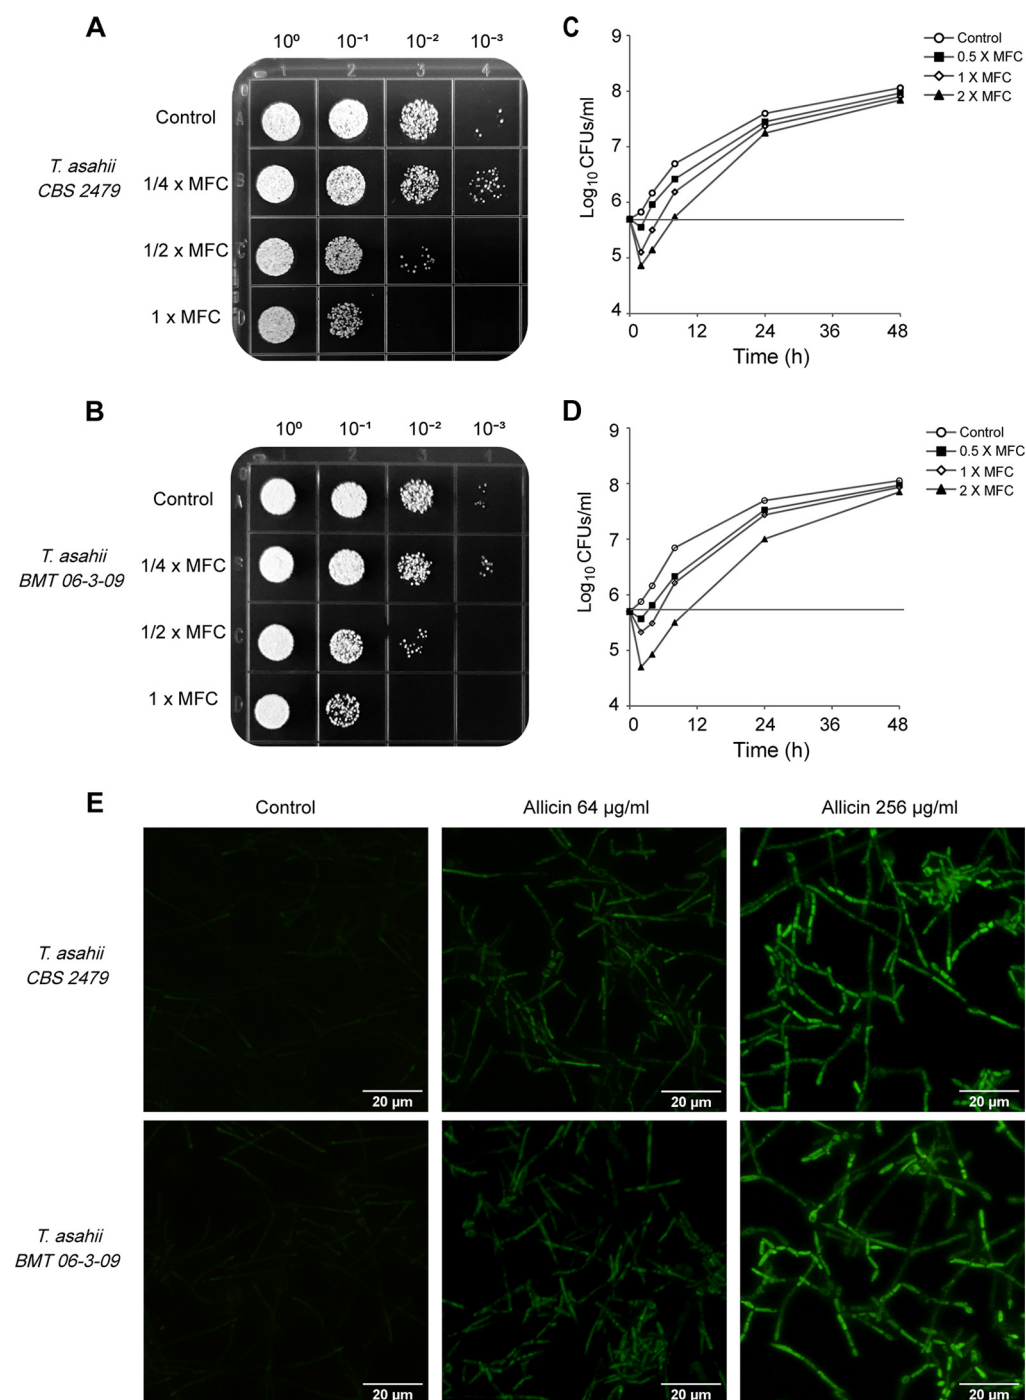 A
10⁰ 10⁻¹ 10⁻² 10⁻³
1 2 3 4
Control
1/4 x MFC
1/2 x MFC
1 x MFC
T. asahii
CBS 2479
A
B
C
D
C
Log₁₀ CFUs/ml
9
8
7
6
5
4
0 12 24 36 48
Time (h)
Control
0.5 X MFC
1 X MFC
2 X MFC
B
10⁰ 10⁻¹ 10⁻² 10⁻³
Control
1/4 x MFC
1/2 x MFC
1 x MFC
T. asahii
BMT 06-3-09
A
B
C
D
D
Log₁₀ CFUs/ml
9
8
7
6
5
4
0 12 24 36 48
Time (h)
Control
0.5 X MFC
1 X MFC
2 X MFC
E
Control Allicin 64 µg/ml Allicin 256 µg/ml
T. asahii
CBS 2479
20 µm 20 µm 20 µm
T. asahii
BMT 06-3-09
20 µm 20 µm 20 µm